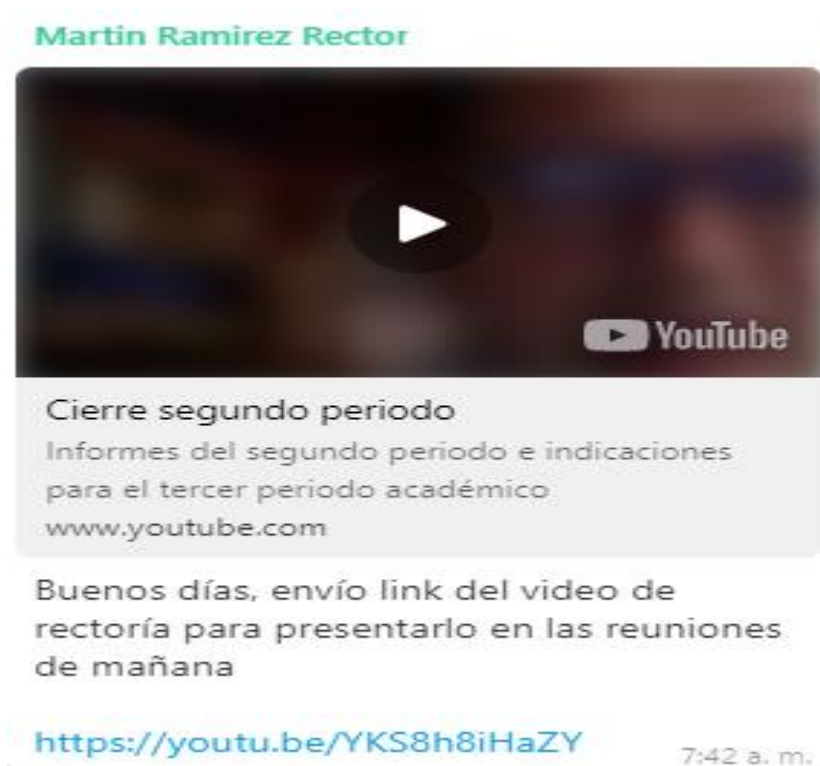 Martin Ramirez Rector
YouTube
Cierre segundo periodo
Informes del segundo periodo e indicaciones
para el tercer periodo académico
www.youtube.com
Buenos días, envío link del video de
rectoría para presentarlo en las reuniones
de mañana
https://youtu.be/YKS8h8iHaZY
7:42 a. m.